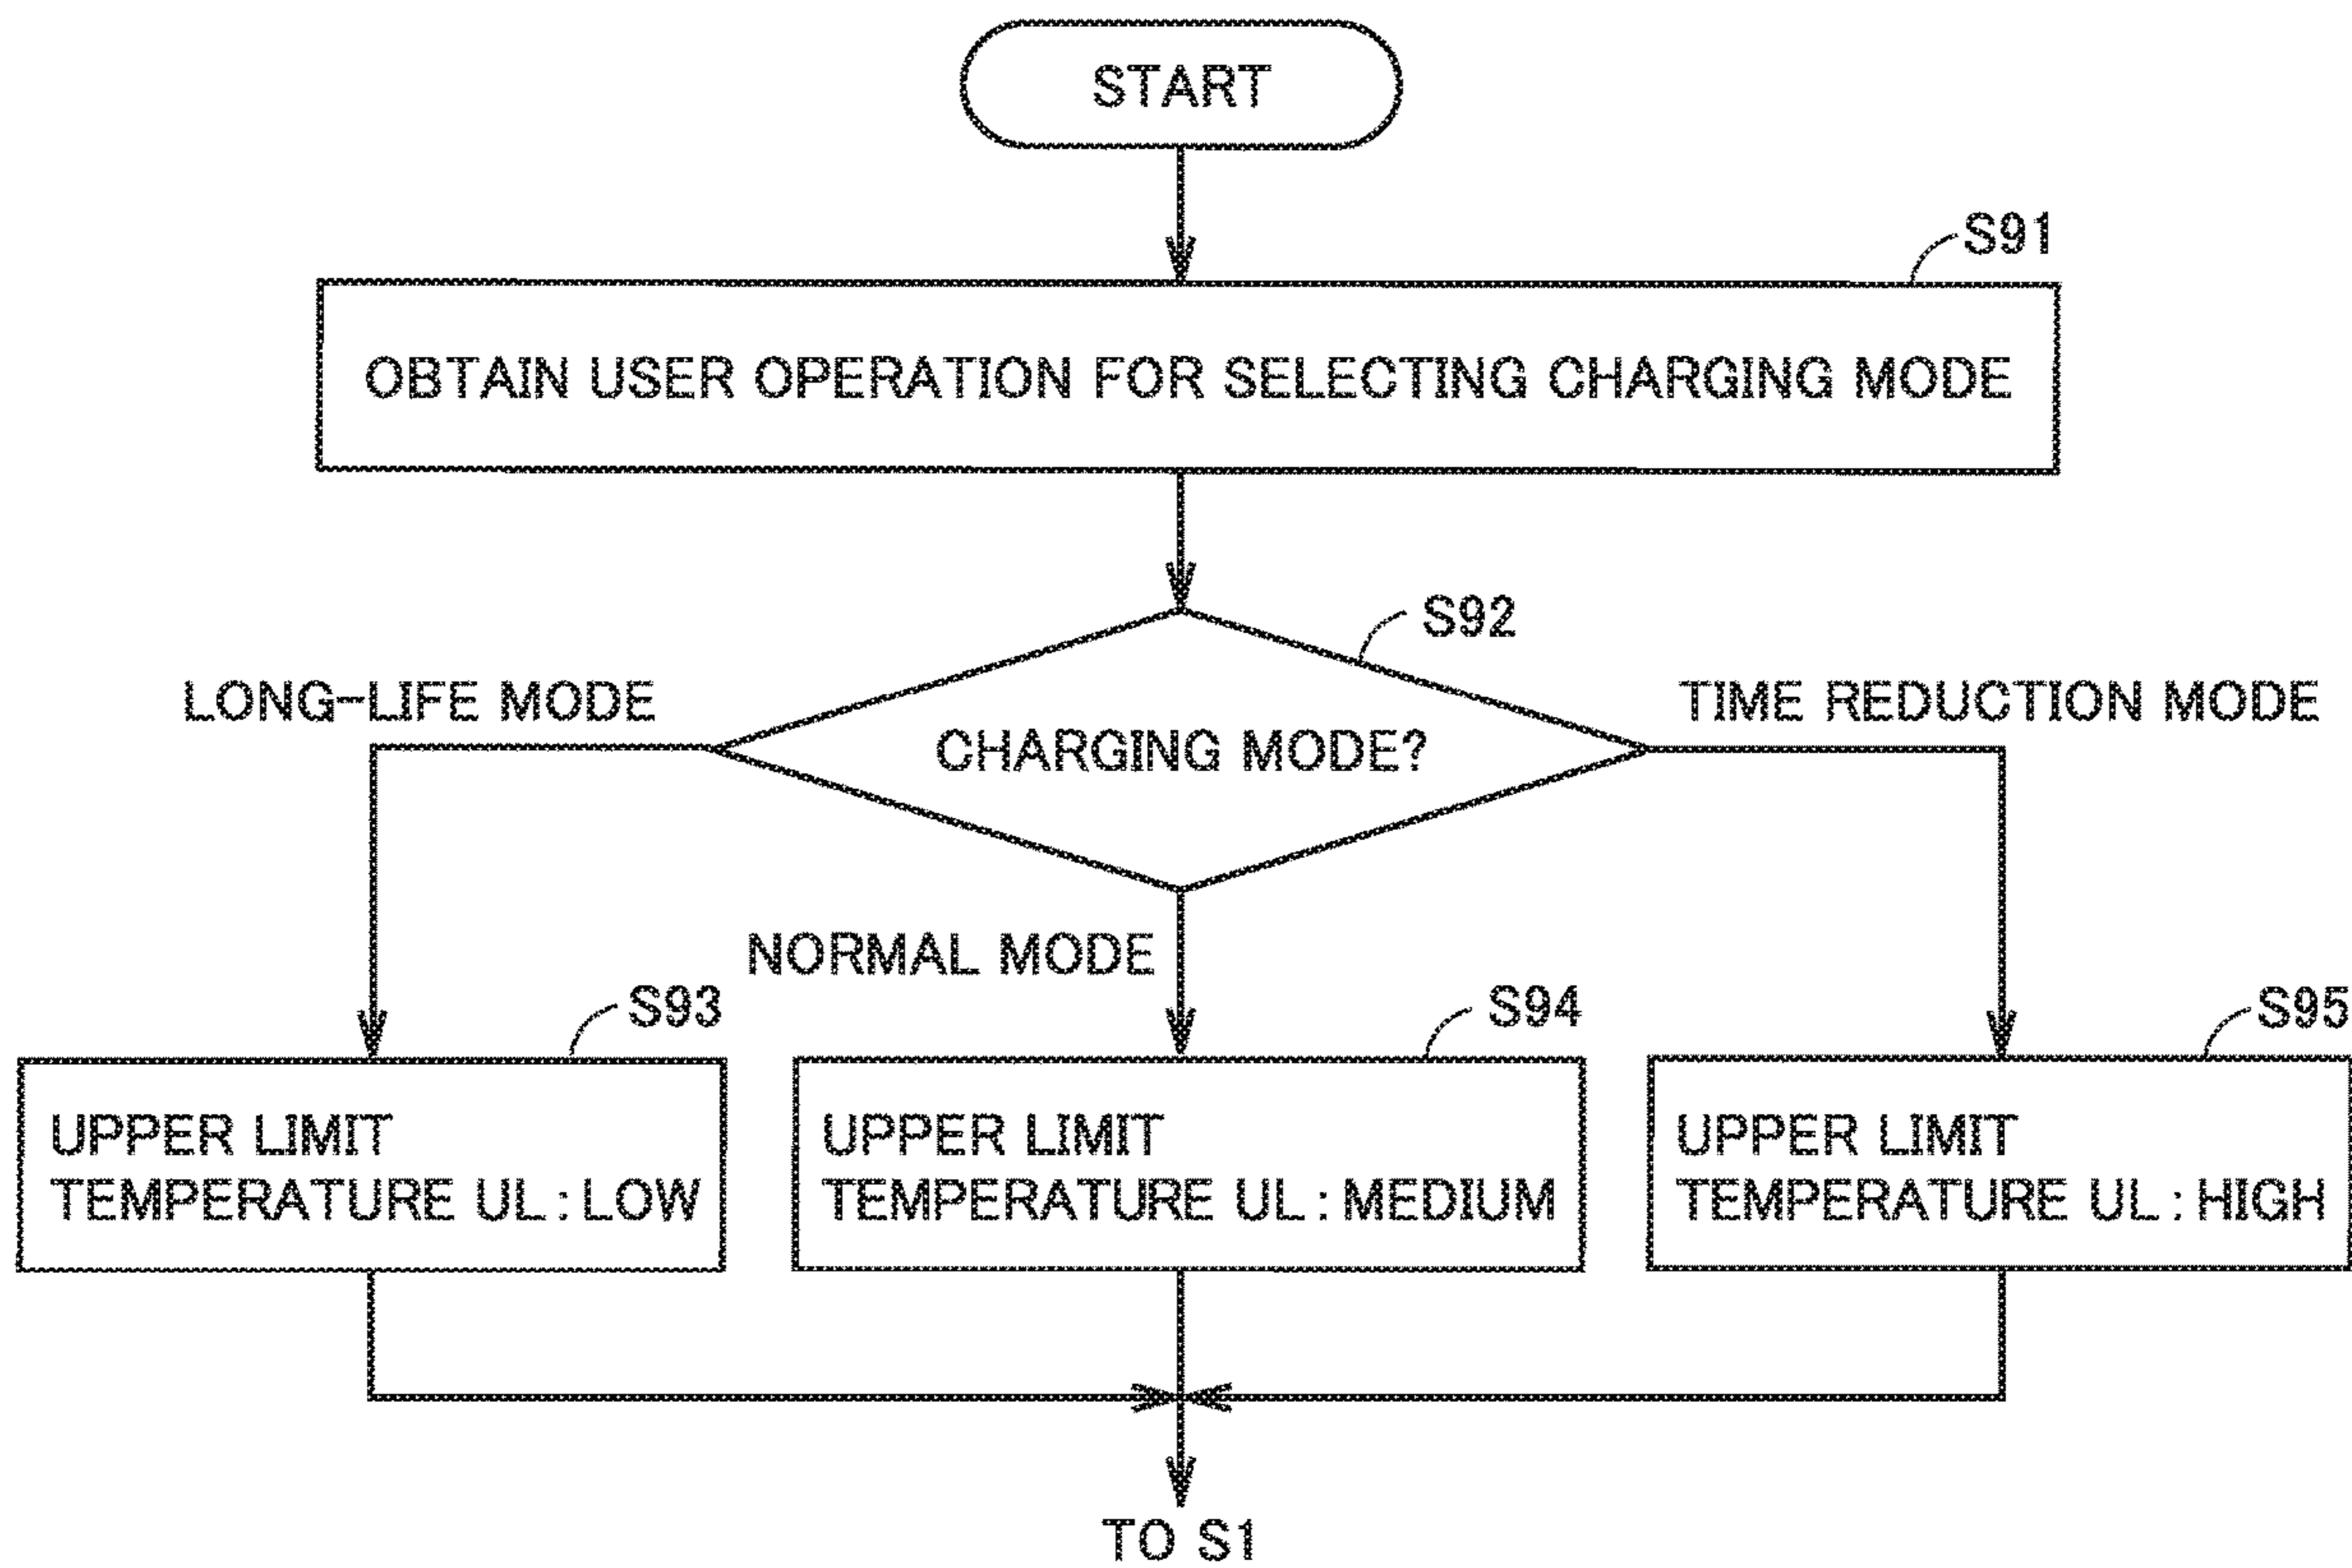 START
S91
OBTAIN USER OPERATION FOR SELECTING CHARGING MODE
S92
LONG-LIFE MODE
TIME REDUCTION MODE
CHARGING MODE?
NORMAL MODE
S93
S94
S95
UPPER LIMIT
TEMPERATURE UL : LOW
UPPER LIMIT
TEMPERATURE UL : MEDIUM
UPPER LIMIT
TEMPERATURE UL : HIGH
TO S1